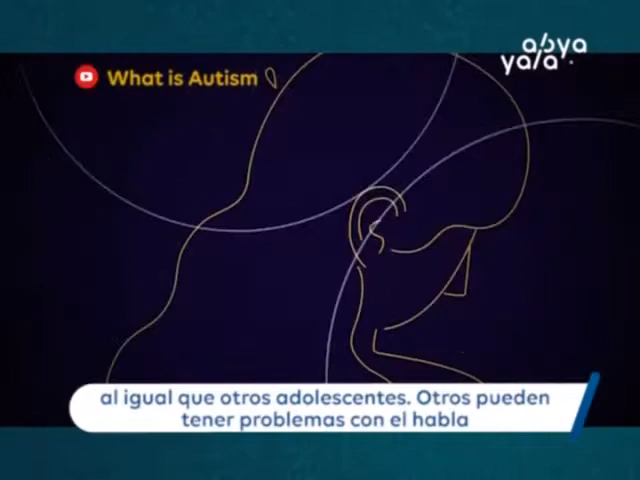 abya
yala
What is Autism
al igual que otros adolescentes. Otros pueden
tener problemas con el habla